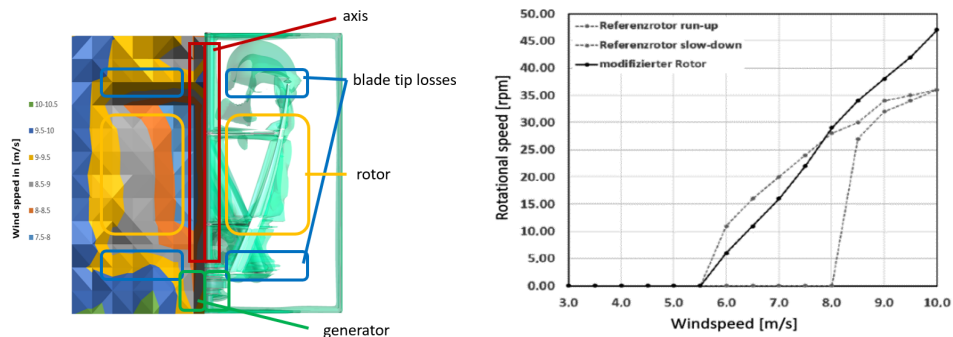 axis
blade tip losses
rotor
generator
Wind spped in [m/s]
10-10.5
9.5-10
9-9.5
8.5-9
8-8.5
7.5-8
Rotational speed [rpm]
50.00
45.00
40.00
35.00
30.00
25.00
20.00
15.00
10.00
5.00
0.00
Referenzrotor run-up
Referenzrotor slow-down
modifizierter Rotor
3.0 4.0 5.0 6.0 7.0 8.0 9.0 10.0
Windspeed [m/s]